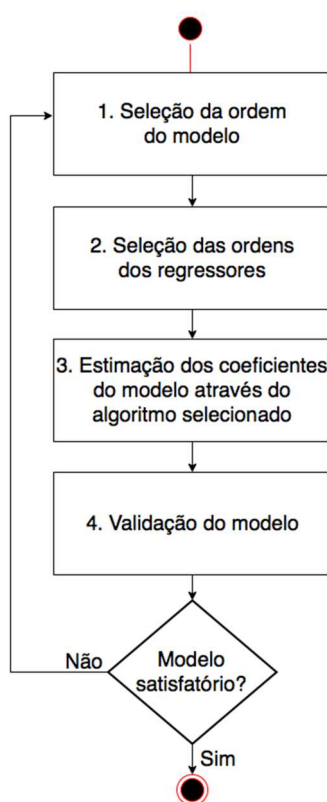 1. Seleção da ordem
do modelo
2. Seleção das ordens
dos regressores
3. Estimação dos coeficientes
do modelo através do
algoritmo selecionado
4. Validação do modelo
Não
Modelo
satisfatório?
Sim